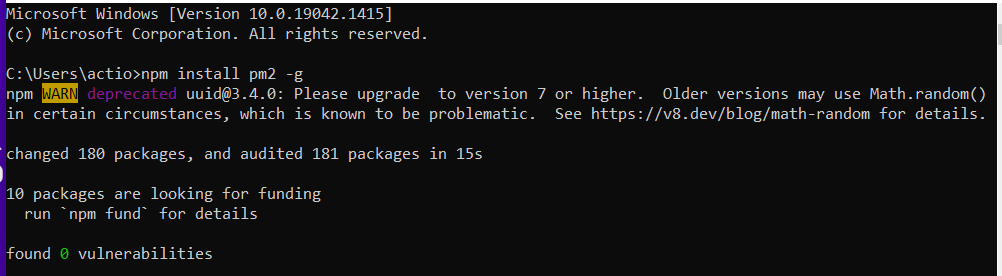 Microsoft Windows [Version 10.0.19042.1415]
(c) Microsoft Corporation. All rights reserved.
C:\Users\actio>npm install pm2 -g
npm WARN deprecated uuid@3.4.0: Please upgrade  to version 7 or higher.  Older versions may use Math.random()
in certain circumstances, which is known to be problematic.  See https://v8.dev/blog/math-random for details.
changed 180 packages, and audited 181 packages in 15s
10 packages are looking for funding
  run `npm fund` for details
found 0 vulnerabilities